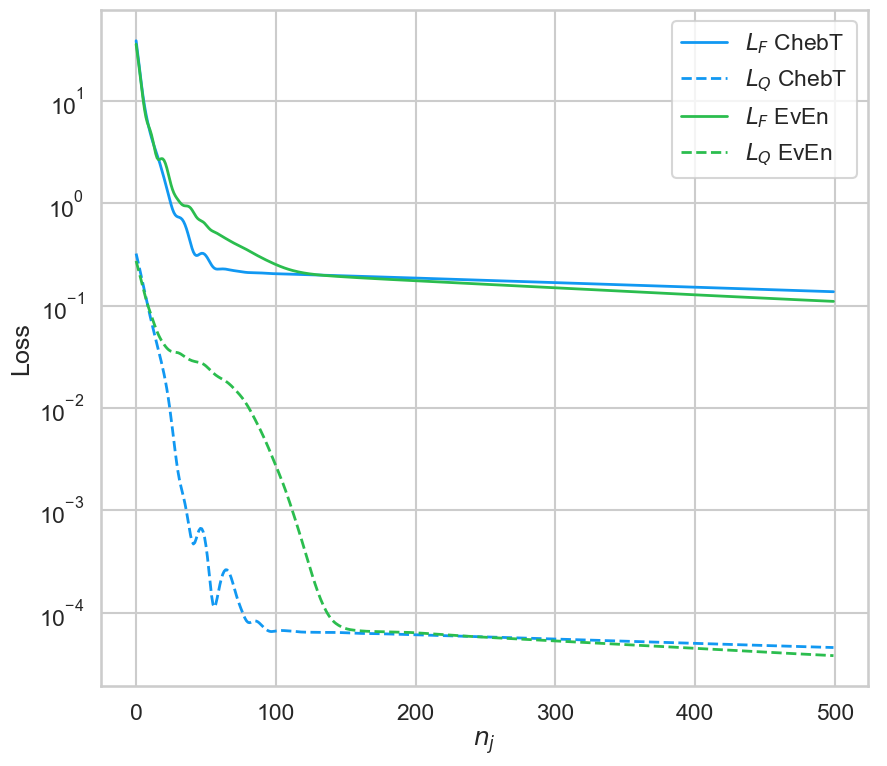 L_F ChebT
L_Q ChebT
L_F EvEn
L_Q EvEn
Loss
10^1
10^0
10^−1
10^−2
10^−3
10^−4
0 100 200 300 400 500
n_j